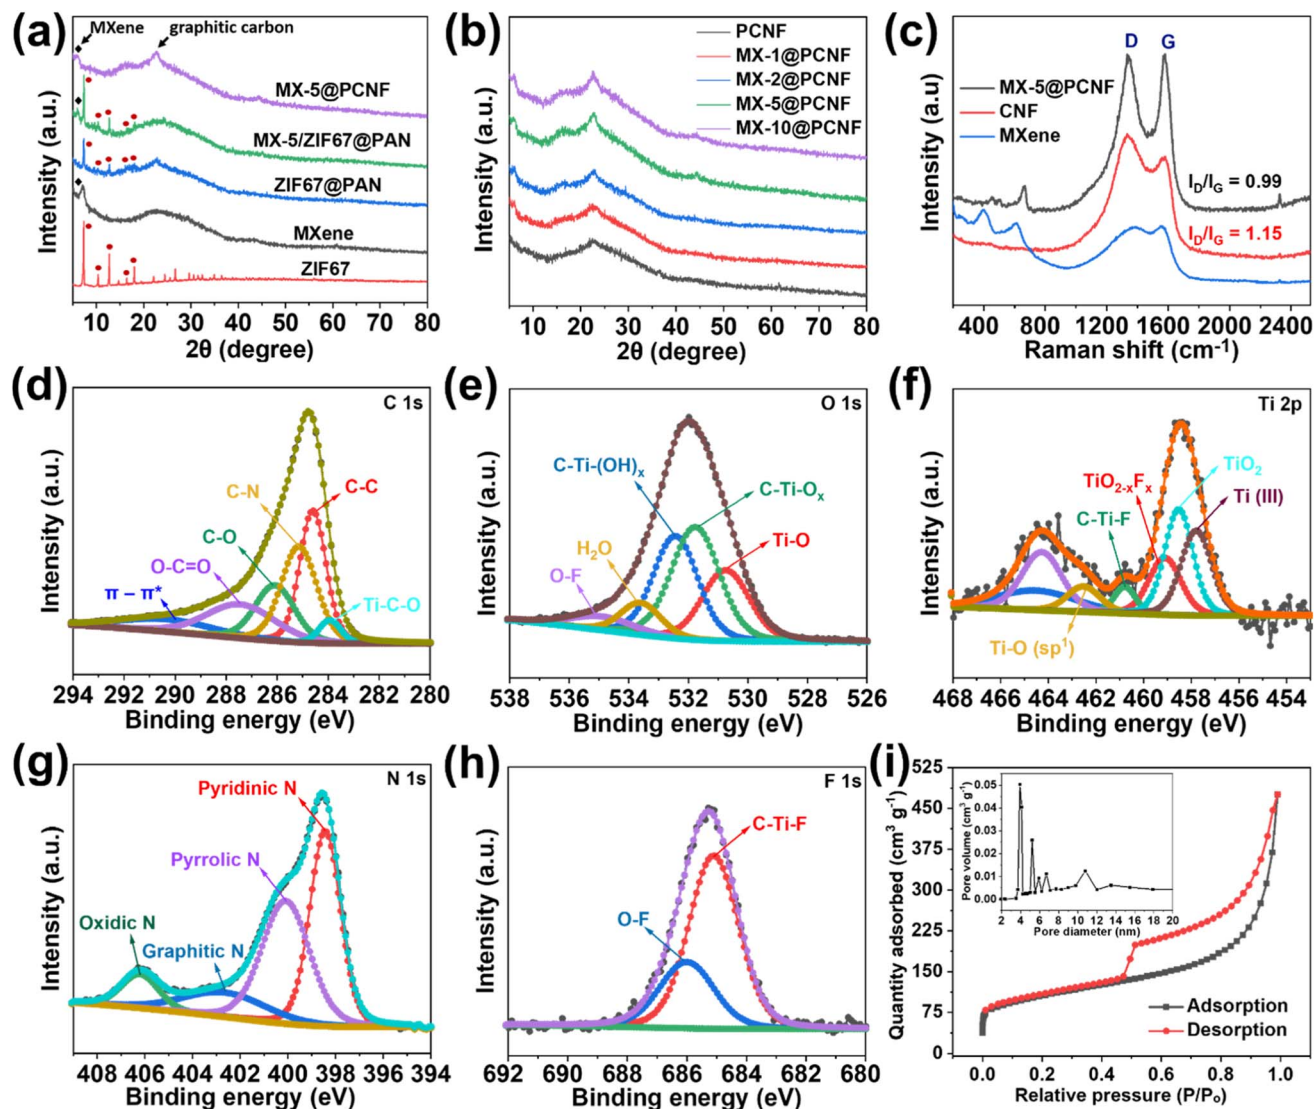 (a)
MXene
graphitic carbon
MX-5@PCNF
MX-5/ZIF67@PAN
ZIF67@PAN
MXene
ZIF67
Intensity (a.u.)
10 20 30 40 50 60 70 80
2θ (degree)
(b)
PCNF
MX-1@PCNF
MX-2@PCNF
MX-5@PCNF
MX-10@PCNF
Intensity (a.u)
10 20 30 40 50 60 70 80
2θ (degree)
(c)
D G
MX-5@PCNF
CNF
MXene
I_D/I_G = 0.99
I_D/I_G = 1.15
Intensity (a.u)
200 800 1200 1600 2000 2400
Raman shift (cm⁻¹)
(d)
C 1s
C-C
C-N
C-O
O-C=O
π – π*
Ti-C-O
Intensity (a.u.)
294 292 290 288 286 284 282 280
Binding energy (eV)
(e)
O 1s
C-Ti-(OH)ₓ
C-Ti-Oₓ
H₂O
Ti-O
O-F
Intensity (a.u.)
538 536 534 532 530 528 526
Binding energy (eV)
(f)
Ti 2p
TiO₂
TiO₂₋ₓFₓ
Ti (III)
C-Ti-F
Ti-O (sp¹)
Intensity (a.u.)
468 466 464 462 460 458 456 454
Binding energy (eV)
(g)
N 1s
Pyridinic N
Pyrrolic N
Oxidic N
Graphitic N
Intensity (a.u.)
408 406 404 402 400 398 396 394
Binding energy (eV)
(h)
F 1s
C-Ti-F
O-F
Intensity (a.u.)
692 690 688 686 684 682 680
Binding energy (eV)
(i)
Quantity adsorbed (cm³ g⁻¹)
525
450
375
300
225
150
75
0
Pore volume (cm³ g⁻¹)
0.05
0.04
0.03
0.02
0.01
0.00
2 4 6 8 10 12 14 16 18 20
Pore diameter (nm)
Adsorption
Desorption
0.0 0.2 0.4 0.6 0.8 1.0
Relative pressure (P/Pₒ)